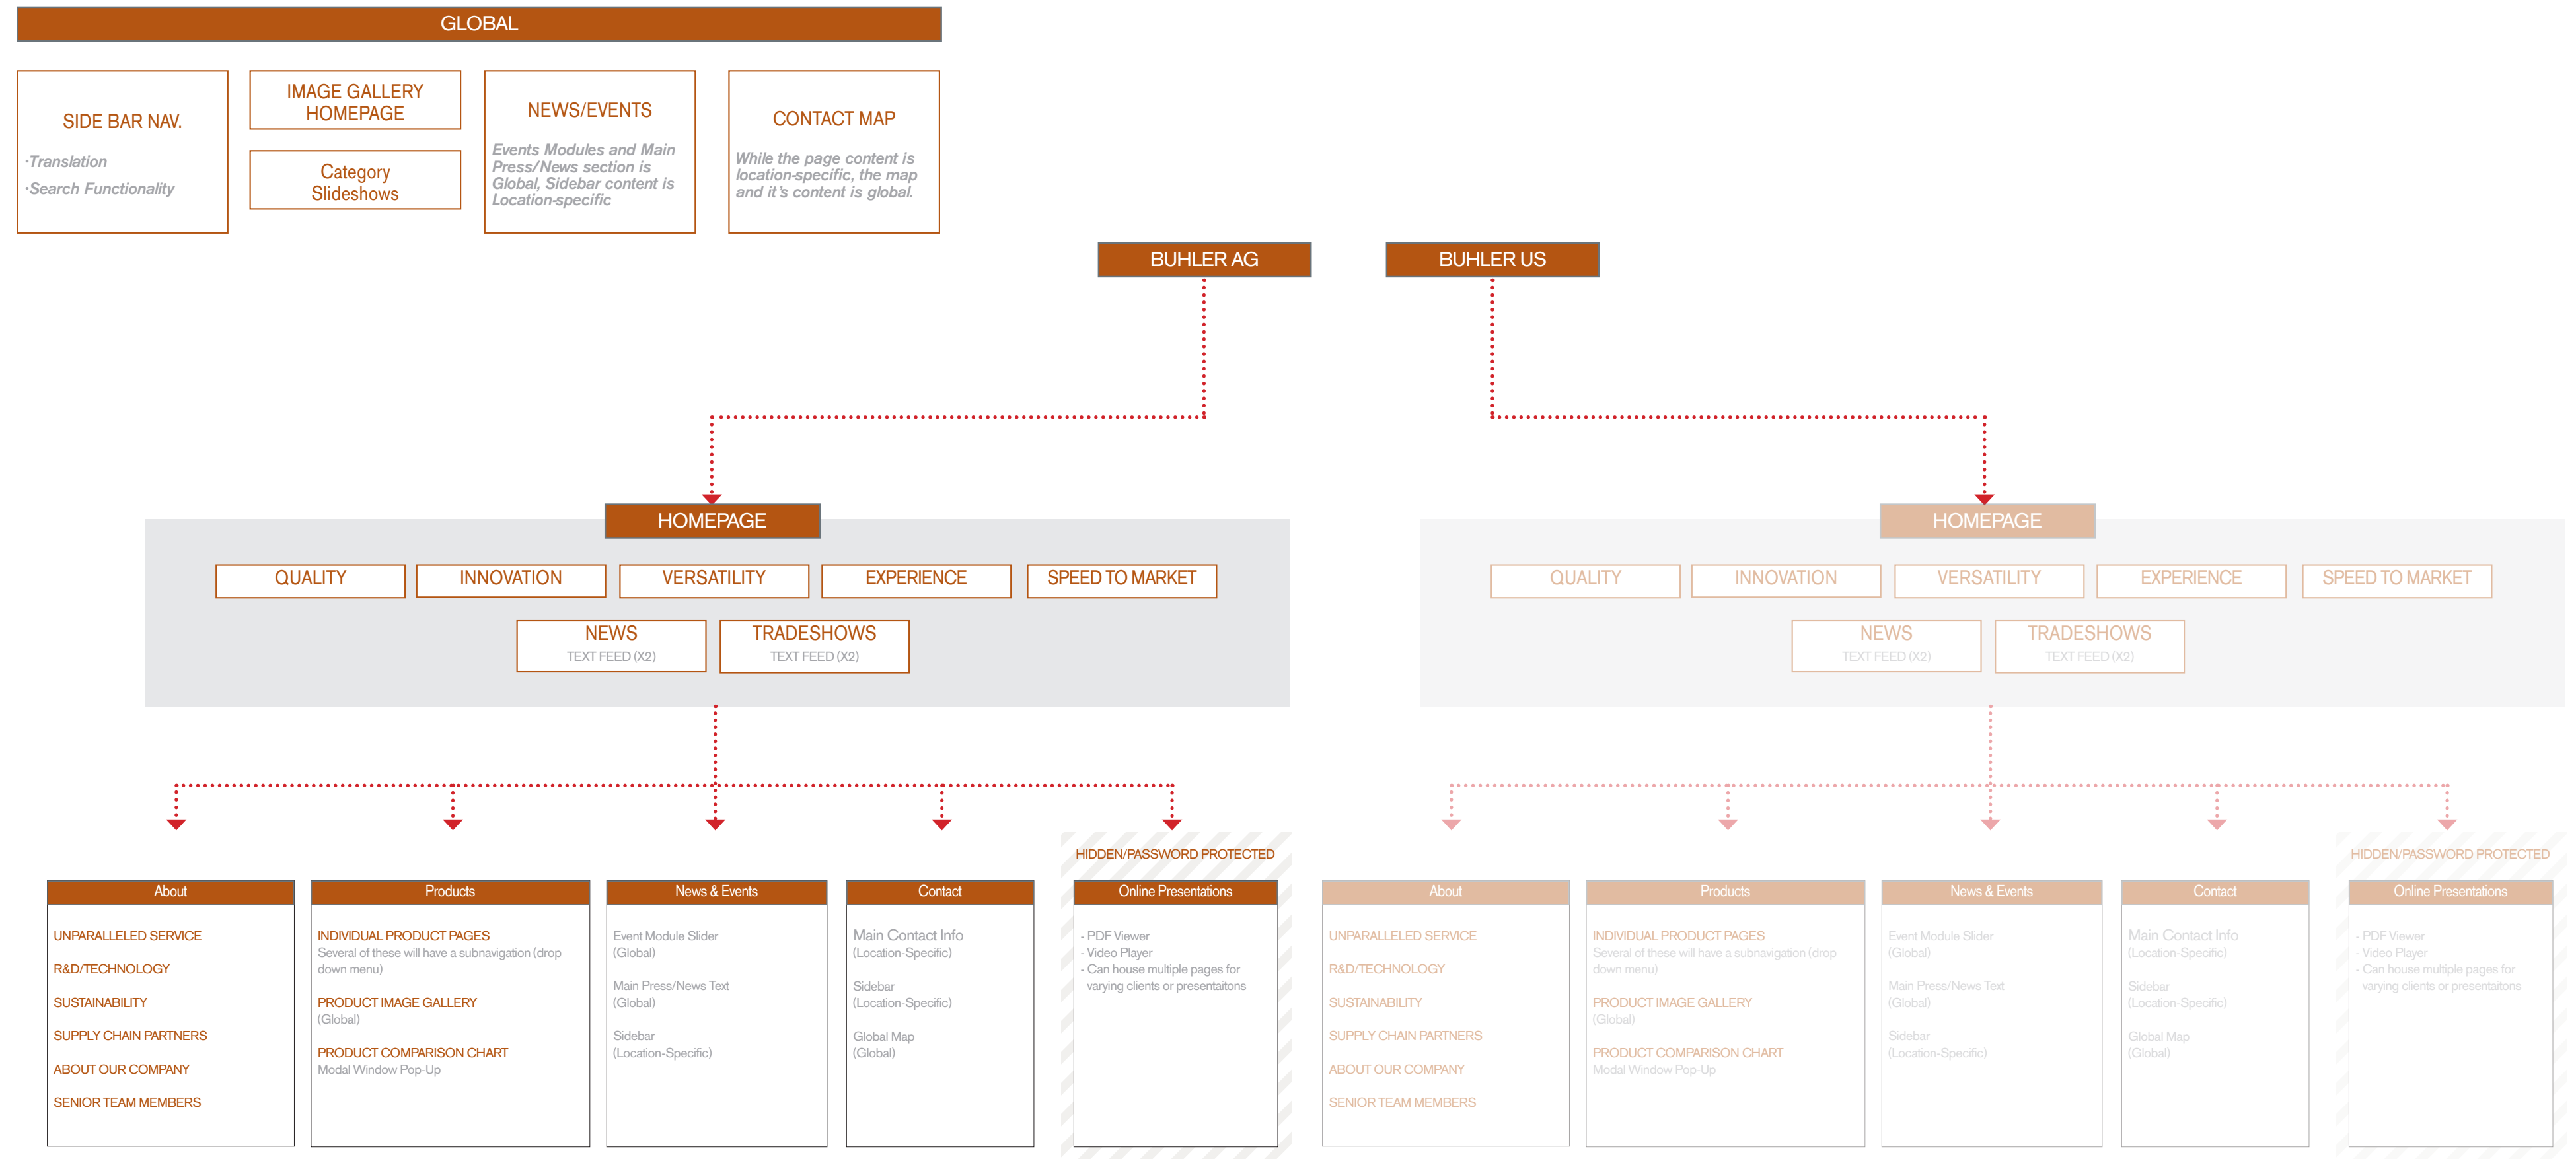 GLOBAL
SIDE BAR NAV.
·Translation
·Search Functionality
IMAGE GALLERY
HOMEPAGE
Category
Slideshows
NEWS/EVENTS
Events Modules and Main
Press/News section is
Global, Sidebar content is
Location-specific
CONTACT MAP
While the page content is
location-specific, the map
and it's content is global.
BUHLER AG
BUHLER US
HOMEPAGE
QUALITY
INNOVATION
VERSATILITY
EXPERIENCE
SPEED TO MARKET
NEWS
TEXT FEED (X2)
TRADESHOWS
TEXT FEED (X2)
HOMEPAGE
QUALITY
INNOVATION
VERSATILITY
EXPERIENCE
SPEED TO MARKET
NEWS
TEXT FEED (X2)
TRADESHOWS
TEXT FEED (X2)
About
UNPARALLELED SERVICE
R&D/TECHNOLOGY
SUSTAINABILITY
SUPPLY CHAIN PARTNERS
ABOUT OUR COMPANY
SENIOR TEAM MEMBERS
Products
INDIVIDUAL PRODUCT PAGES
Several of these will have a subnavigation (drop
down menu)
PRODUCT IMAGE GALLERY
(Global)
PRODUCT COMPARISON CHART
Modal Window Pop-Up
News & Events
Event Module Slider
(Global)
Main Press/News Text
(Global)
Sidebar
(Location-Specific)
Contact
Main Contact Info
(Location-Specific)
Sidebar
(Location-Specific)
Global Map
(Global)
HIDDEN/PASSWORD PROTECTED
Online Presentations
- PDF Viewer
- Video Player
- Can house multiple pages for
varying clients or presentaitons
About
UNPARALLELED SERVICE
R&D/TECHNOLOGY
SUSTAINABILITY
SUPPLY CHAIN PARTNERS
ABOUT OUR COMPANY
SENIOR TEAM MEMBERS
Products
INDIVIDUAL PRODUCT PAGES
Several of these will have a subnavigation (drop
down menu)
PRODUCT IMAGE GALLERY
(Global)
PRODUCT COMPARISON CHART
Modal Window Pop-Up
News & Events
Event Module Slider
(Global)
Main Press/News Text
(Global)
Sidebar
(Location-Specific)
Contact
Main Contact Info
(Location-Specific)
Sidebar
(Location-Specific)
Global Map
(Global)
HIDDEN/PASSWORD PROTECTED
Online Presentations
- PDF Viewer
- Video Player
- Can house multiple pages for
varying clients or presentaitons